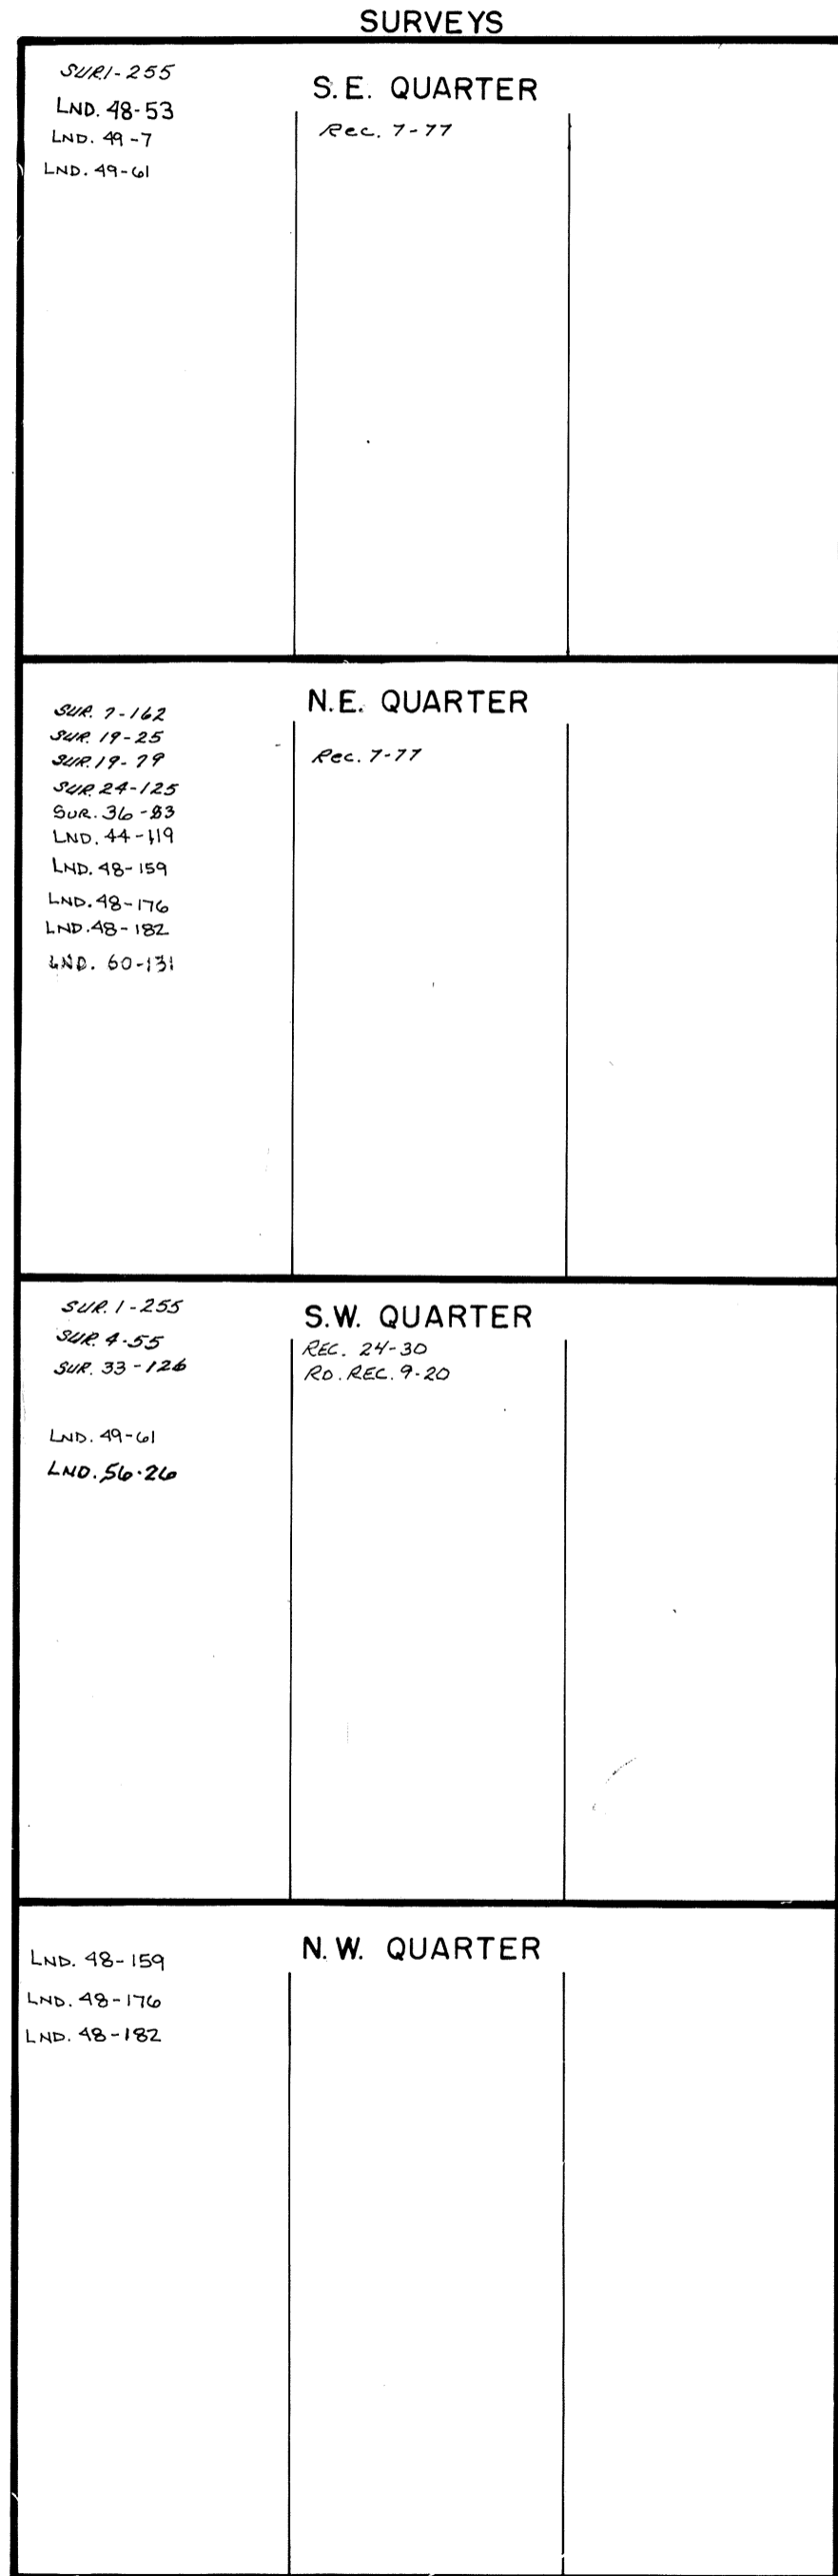 SURVEYS
S.E. QUARTER
SUR.1-255
LND. 48-53
LND. 49-7
LND. 49-61
Rec. 7-77
N.E. QUARTER
SUR. 7-162
SUR. 19-25
SUR. 19-79
SUR. 24-125
SUR. 36-83
LND. 44-119
LND. 48-159
LND. 48-176
LND. 48-182
LND. 60-131
Rec. 7-77
S.W. QUARTER
SUR. 1-255
SUR. 4-55
SUR. 33-126
LND. 49-61
LND. 56-26
REC. 24-30
RD. REC. 9-20
N.W. QUARTER
LND. 48-159
LND. 48-176
LND. 48-182